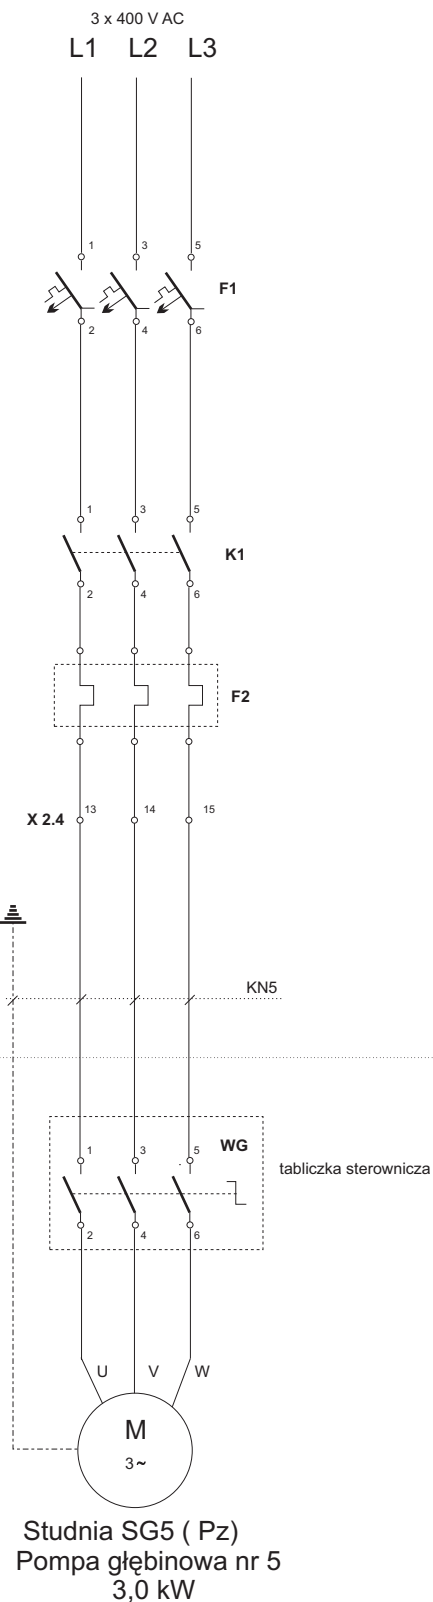 3 x 400 V AC
L1 L2 L3
1 3 5
F1
2 4 6
1 3 5
K1
2 4 6
F2
X 2.4 13 14 15
KN5
WG
1 3 5
tabliczka sterownicza
2 4 6
U V W
M
3~
Studnia SG5 ( Pz)
Pompa głębinowa nr 5
3,0 kW